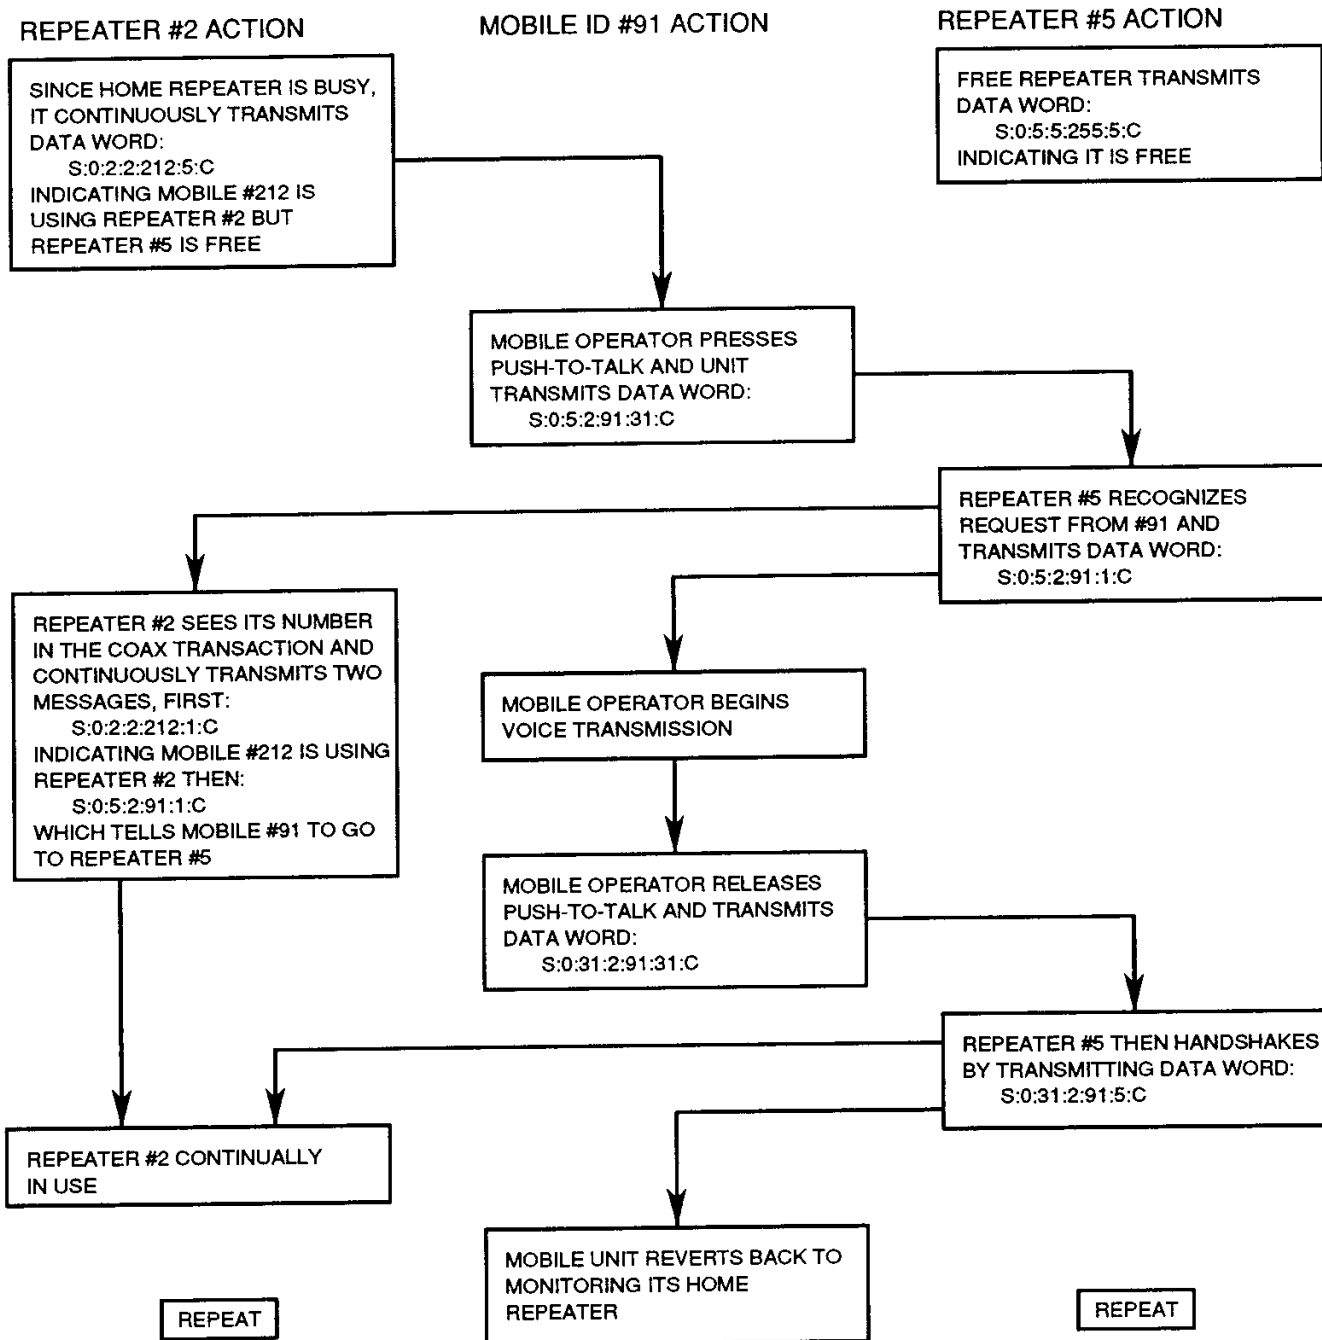 REPEATER #2 ACTION
MOBILE ID #91 ACTION
REPEATER #5 ACTION
SINCE HOME REPEATER IS BUSY,
IT CONTINUOUSLY TRANSMITS
DATA WORD:
S:0:2:2:212:5:C
INDICATING MOBILE #212 IS
USING REPEATER #2 BUT
REPEATER #5 IS FREE
FREE REPEATER TRANSMITS
DATA WORD:
S:0:5:5:255:5:C
INDICATING IT IS FREE
MOBILE OPERATOR PRESSES
PUSH-TO-TALK AND UNIT
TRANSMITS DATA WORD:
S:0:5:2:91:31:C
REPEATER #5 RECOGNIZES
REQUEST FROM #91 AND
TRANSMITS DATA WORD:
S:0:5:2:91:1:C
REPEATER #2 SEES ITS NUMBER
IN THE COAX TRANSACTION AND
CONTINUOUSLY TRANSMITS TWO
MESSAGES, FIRST:
S:0:2:2:212:1:C
INDICATING MOBILE #212 IS USING
REPEATER #2 THEN:
S:0:5:2:91:1:C
WHICH TELLS MOBILE #91 TO GO
TO REPEATER #5
MOBILE OPERATOR BEGINS
VOICE TRANSMISSION
MOBILE OPERATOR RELEASES
PUSH-TO-TALK AND TRANSMITS
DATA WORD:
S:0:31:2:91:31:C
REPEATER #5 THEN HANDSHAKES
BY TRANSMITTING DATA WORD:
S:0:31:2:91:5:C
REPEATER #2 CONTINUALLY
IN USE
MOBILE UNIT REVERTS BACK TO
MONITORING ITS HOME
REPEATER
REPEAT
REPEAT